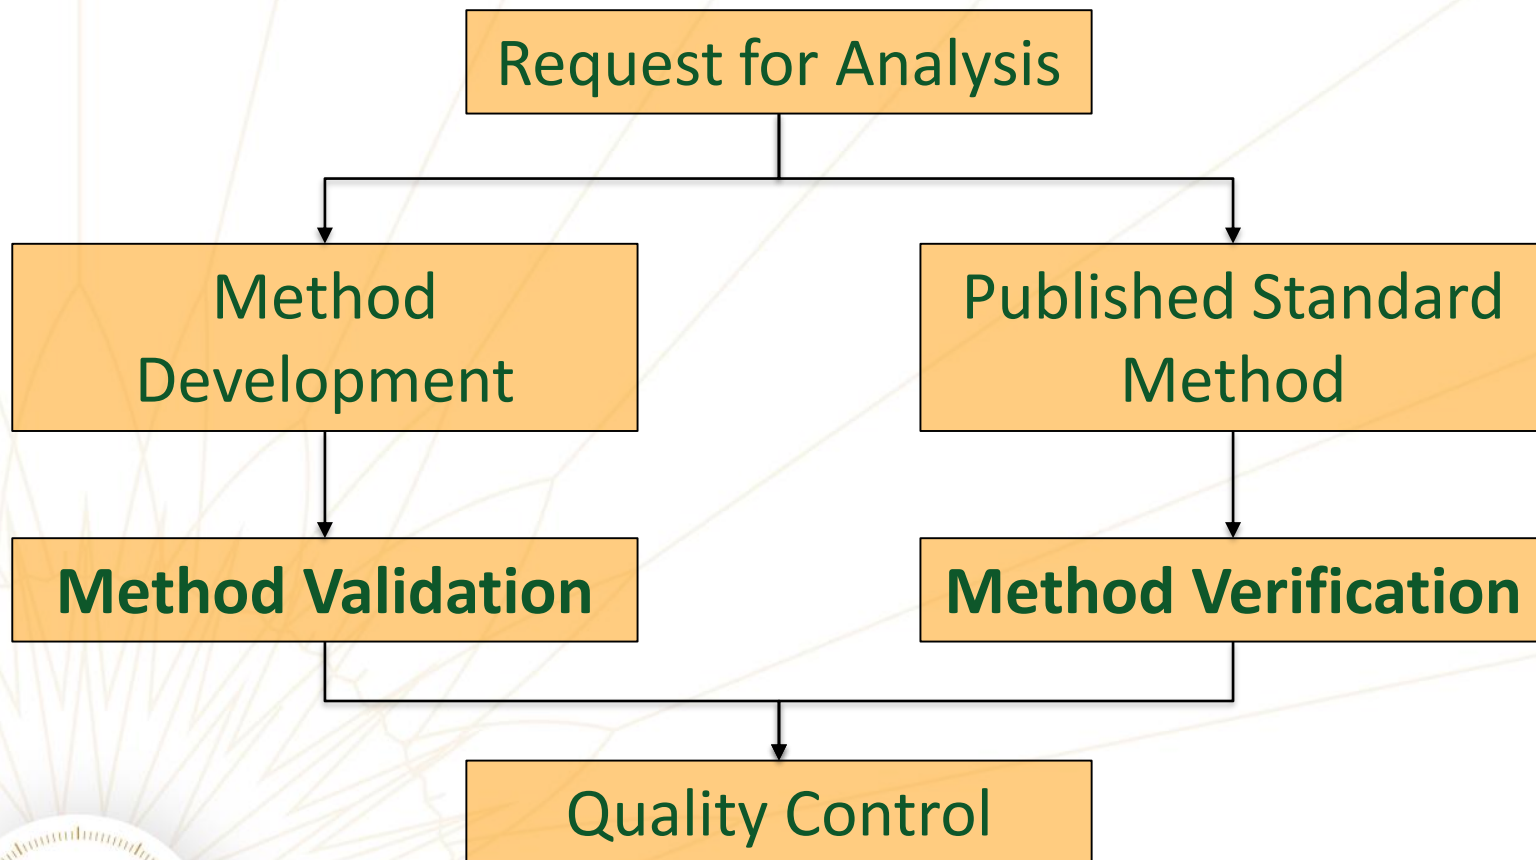 Request for Analysis
Method
Development
Published Standard
Method
Method Validation
Method Verification
Quality Control